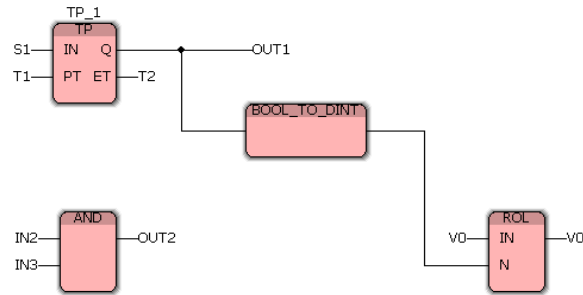 TP_1
TP
S1 IN Q OUT1
T1 PT ET T2
BOOL_TO_DINT
AND ROL
IN2 OUT2 V0 IN V0
IN3 N